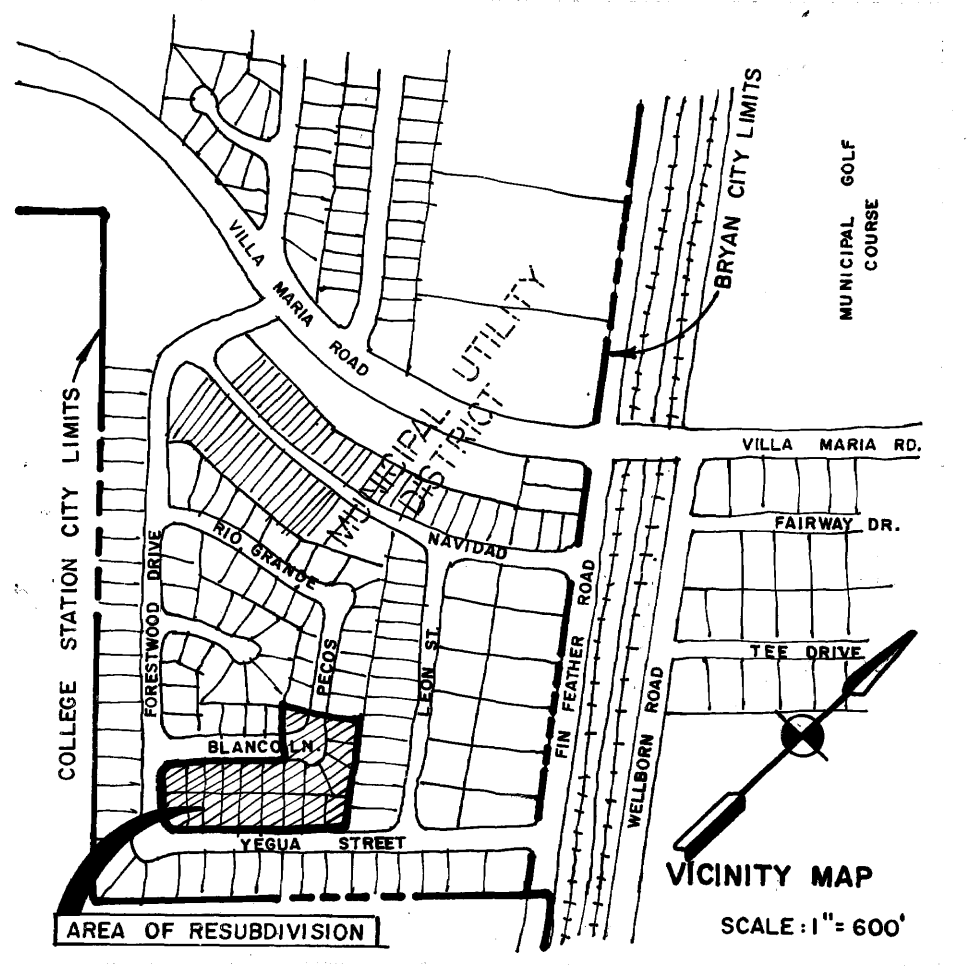 BRYAN CITY LIMITS
MUNICIPAL GOLF
COURSE
VILLA MARIA ROAD
MUNICIPAL UTILITY
DISTRICT
COLLEGE STATION CITY LIMITS
VILLA MARIA RD.
FAIRWAY DR.
NAVIDAD
RIO GRANDE
FORESTWOOD DRIVE
PECOS
LEON ST.
FIN FEATHER ROAD
WELLBORN ROAD
TEE DRIVE
BLANCO LN.
YEGUA STREET
VICINITY MAP
SCALE: 1" = 600'
AREA OF RESUBDIVISION